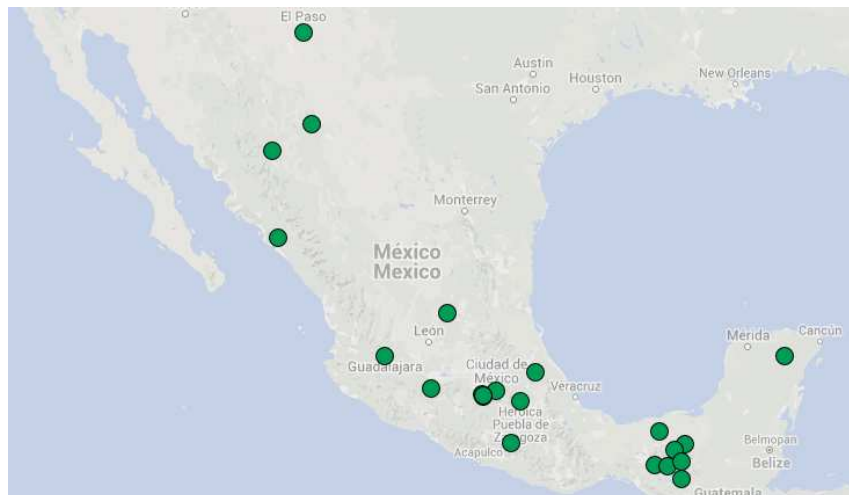 El Paso
Austin
Houston
San Antonio
New Orleans
Monterrey
México
Mexico
León
Guadalajara
Ciudad de
México
Veracruz
Heroica
Puebla de
Zaragoza
Acapulco
Mérida
Cancún
Belmopan
Belize
Guatemala